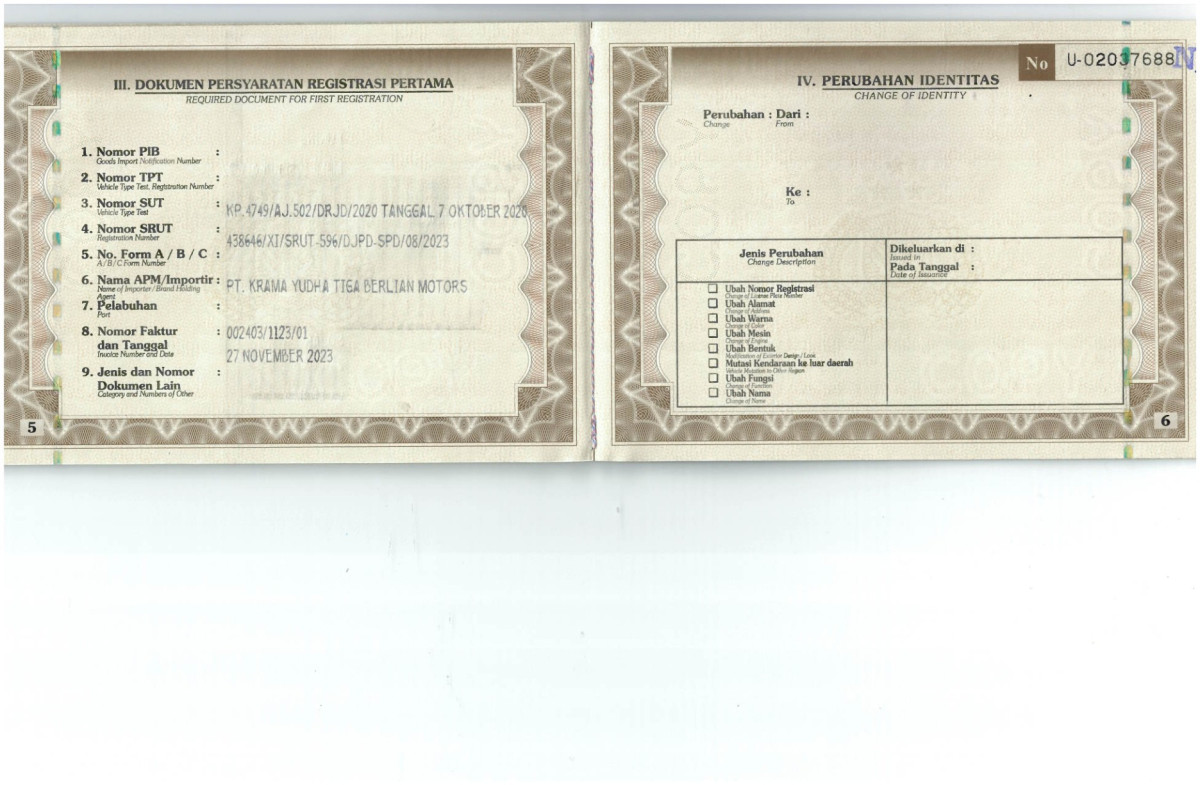 III. DOKUMEN PERSYARATAN REGISTRASI PERTAMA
REQUIRED DOCUMENT FOR FIRST REGISTRATION
1. Nomor PIB :
Goods Import Notification Number
2. Nomor TPT :
Vehicle Type Test. Registration Number
3. Nomor SUT : KP.4749/AJ.502/DRJD/2020 TANGGAL 7 OKTOBER 2020
Vehicle Type Test
4. Nomor SRUT : 438646/XI/SRUT-596/DJPD-SPD/08/2023
Registration Number
5. No. Form A / B / C :
A/B/C Form Number
6. Nama APM/Importir : PT. KRAMA YUDHA TIGA BERLIAN MOTORS
Name of Importer/Brand Holding
Agent
7. Pelabuhan :
Port
8. Nomor Faktur : 002403/1123/01
dan Tanggal 27 NOVEMBER 2023
Invoice Number and Date
9. Jenis dan Nomor :
Dokumen Lain
Category and Numbers of Other
5
No U-02037688 N
IV. PERUBAHAN IDENTITAS
CHANGE OF IDENTITY
Perubahan : Dari :
Change From
Ke :
To
Jenis Perubahan
Change Description
Dikeluarkan di :
Issued in
Pada Tanggal :
Date of Issuance
Ubah Nomor Registrasi
Change of License Plate Number
Ubah Alamat
Change of Address
Ubah Warna
Change of Color
Ubah Mesin
Change of Engine
Ubah Bentuk
Modification of Exterior Design/Look
Mutasi Kendaraan ke luar daerah
Vehicle Mutation to Other Region
Ubah Fungsi
Change of Function
Ubah Nama
Change of Name
6